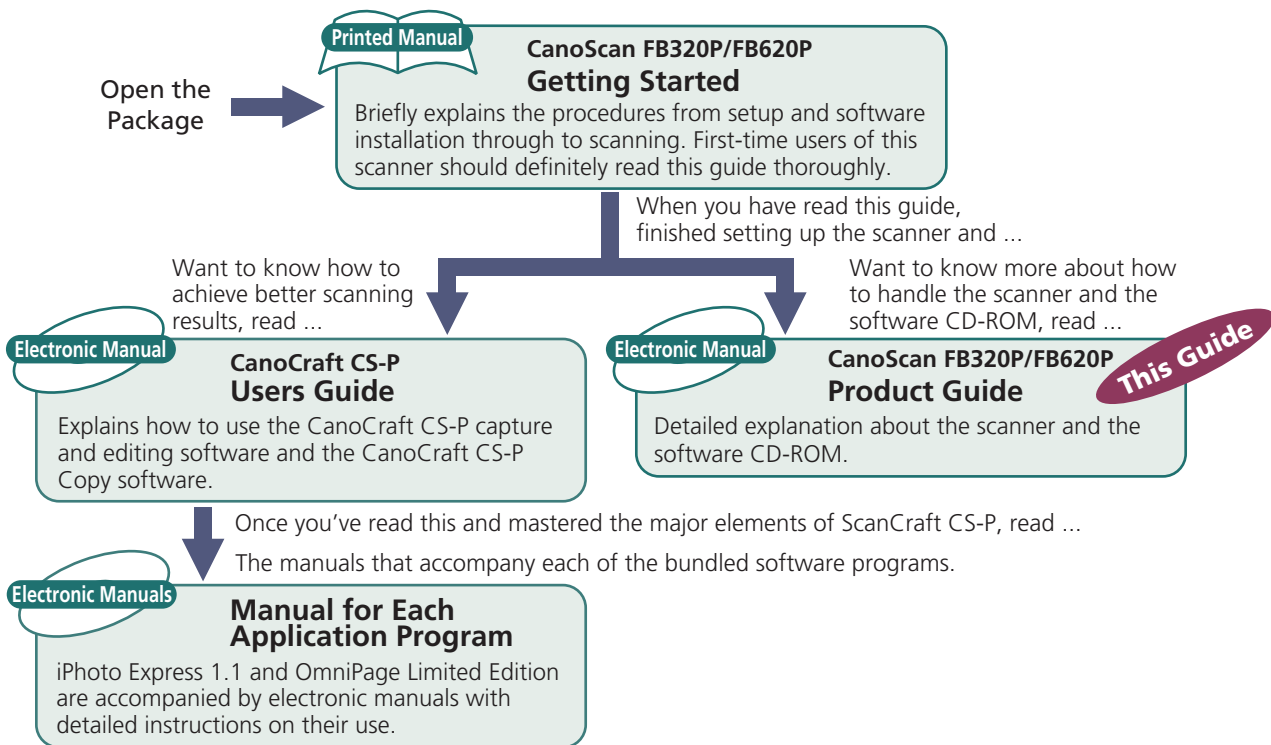 Printed Manual
CanoScan FB320P/FB620P
Getting Started
Open the
Package
Briefly explains the procedures from setup and software
installation through to scanning. First-time users of this
scanner should definitely read this guide thoroughly.
When you have read this guide,
finished setting up the scanner and ...
Want to know how to
achieve better scanning
results, read ...
Want to know more about how
to handle the scanner and the
software CD-ROM, read ...
Electronic Manual
CanoCraft CS-P
Users Guide
Explains how to use the CanoCraft CS-P capture
and editing software and the CanoCraft CS-P
Copy software.
Electronic Manual
CanoScan FB320P/FB620P
Product Guide
This Guide
Detailed explanation about the scanner and the
software CD-ROM.
Once you’ve read this and mastered the major elements of ScanCraft CS-P, read ...
The manuals that accompany each of the bundled software programs.
Electronic Manuals
Manual for Each
Application Program
iPhoto Express 1.1 and OmniPage Limited Edition
are accompanied by electronic manuals with
detailed instructions on their use.